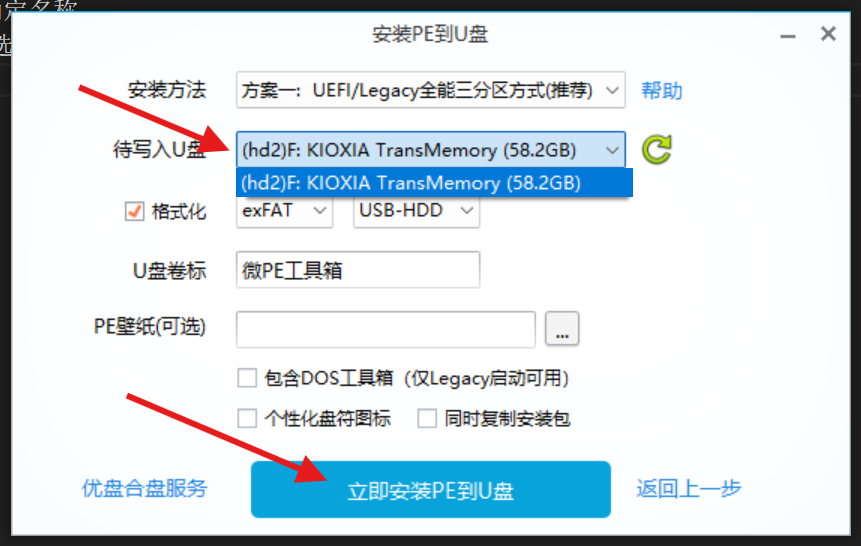 定名称
选
安装PE到U盘
安装方法 方案一：UEFI/Legacy全能三分区方式(推荐) 帮助
待写入U盘 (hd2)F: KIOXIA TransMemory (58.2GB)
(hd2)F: KIOXIA TransMemory (58.2GB)
格式化 exFAT USB-HDD
U盘卷标 微PE工具箱
PE壁纸(可选) ...
包含DOS工具箱（仅Legacy启动可用）
个性化盘符图标 同时复制安装包
优盘合盘服务 立即安装PE到U盘 返回上一步